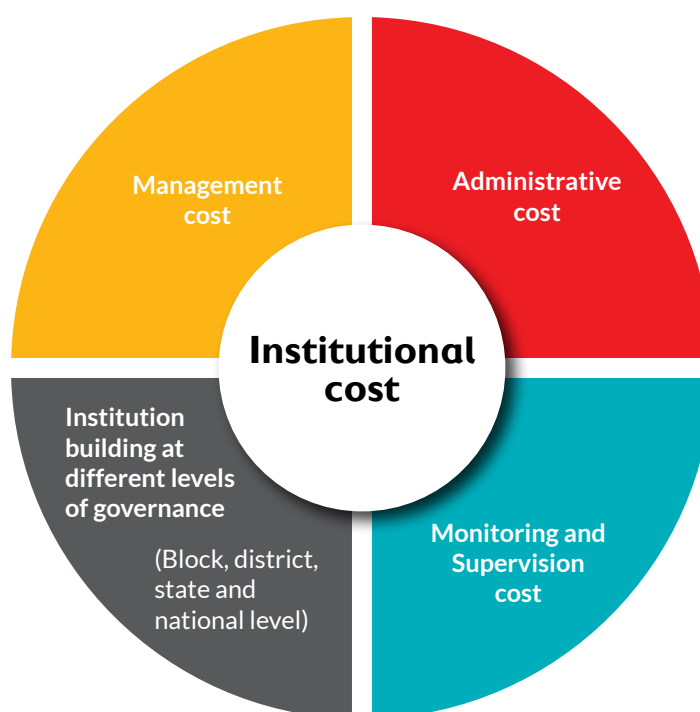 Management
cost
Administrative
cost
Institutional
cost
Institution
building at
different levels
of governance
(Block, district,
state and
national level)
Monitoring and
Supervision
cost